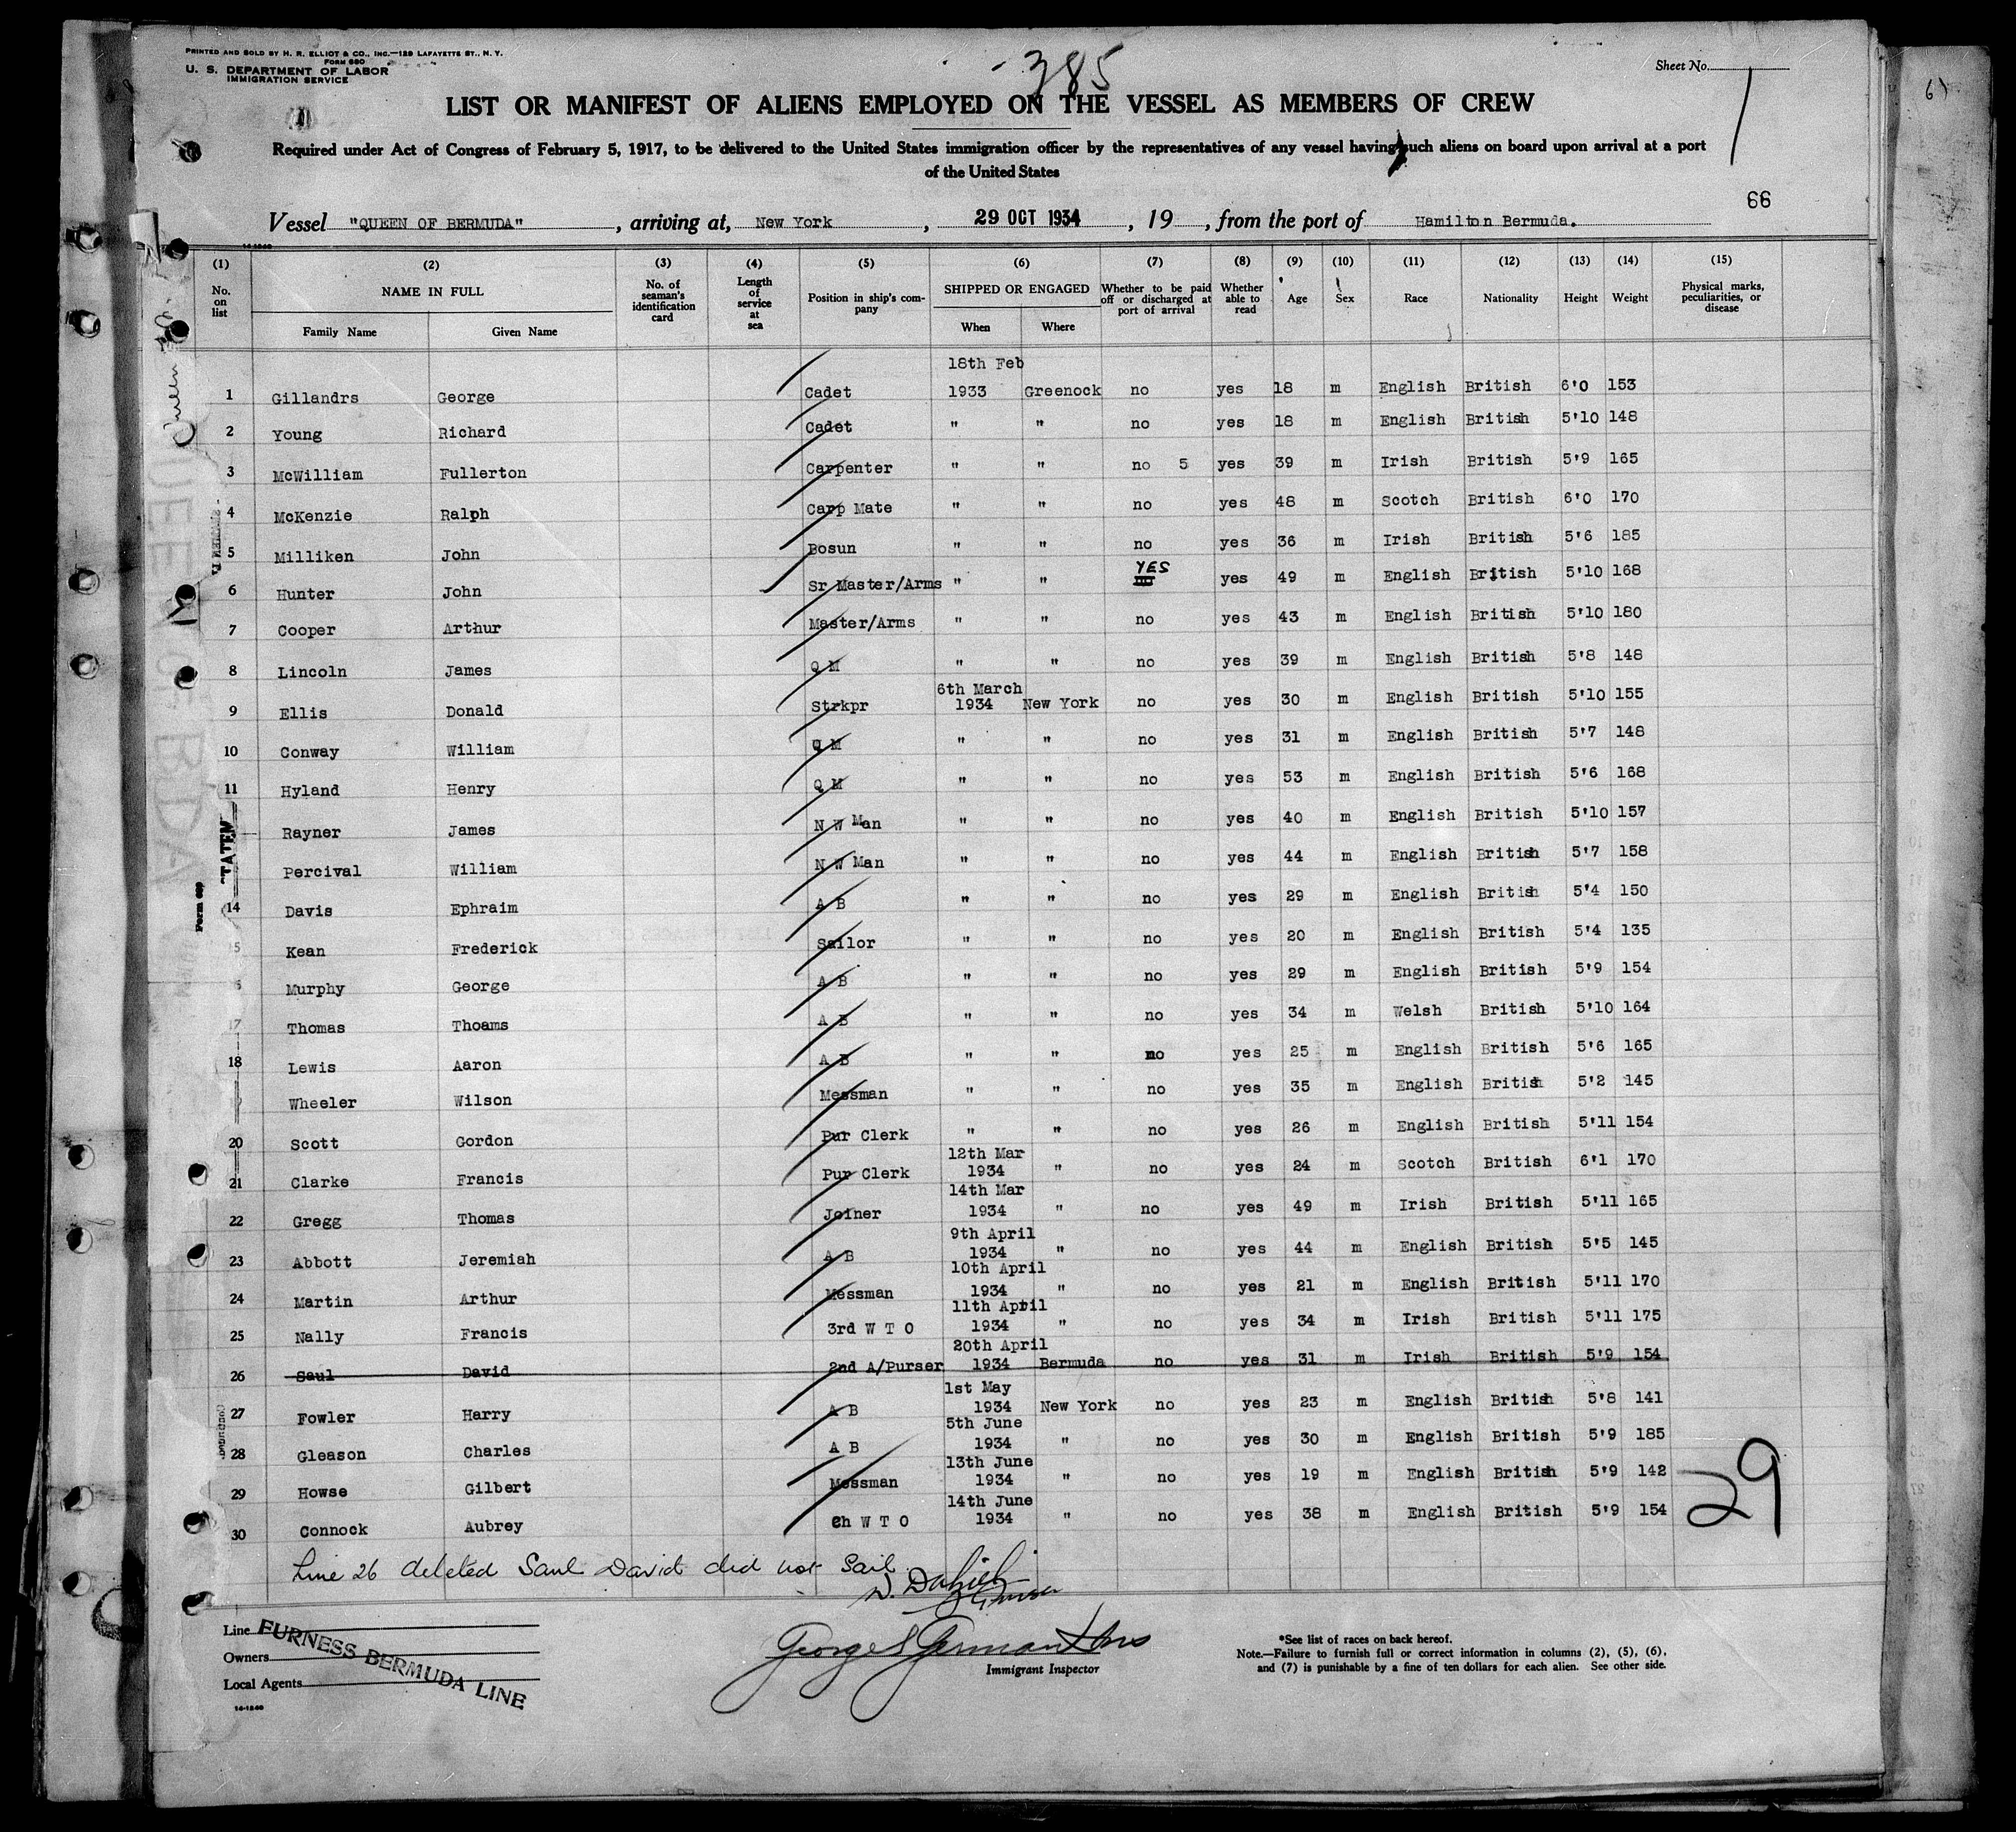 PRINTED AND SOLD BY H. R. ELLIOT & CO., INC.—129 LAFAYETTE ST., N. Y.
FORM 680
U. S. DEPARTMENT OF LABOR
IMMIGRATION SERVICE
385
Sheet No. 1
LIST OR MANIFEST OF ALIENS EMPLOYED ON THE VESSEL AS MEMBERS OF CREW
Required under Act of Congress of February 5, 1917, to be delivered to the United States immigration officer by the representatives of any vessel having such aliens on board upon arrival at a port
of the United States
66
Vessel "QUEEN OF BERMUDA", arriving at, New York, 29 OCT 1934, 19, from the port of Hamilton Bermuda.
(1) No. on list (2) NAME IN FULL Family Name Given Name (3) No. of seaman's identification card (4) Length of service at sea (5) Position in ship's company (6) SHIPPED OR ENGAGED When Where (7) Whether to be paid off or discharged at port of arrival (8) Whether able to read (9) Age (10) Sex (11) Race (12) Nationality (13) Height (14) Weight (15) Physical marks, peculiarities, or disease
1 Gillandrs George Cadet 18th Feb 1933 Greenock no yes 18 m English British 6'0 153
2 Young Richard Cadet " " no yes 18 m English British 5'10 148
3 McWilliam Fullerton Carpenter " " no 5 yes 39 m Irish British 5'9 165
4 McKenzie Ralph Carp Mate " " no yes 48 m Scotch British 6'0 170
5 Milliken John Bosun " " no yes 36 m Irish British 5'6 185
6 Hunter John Sr Master/Arms " " YES no yes 49 m English British 5'10 168
7 Cooper Arthur Master/Arms " " no yes 43 m English British 5'10 180
8 Lincoln James Q M " " no yes 39 m English British 5'8 148
9 Ellis Donald Strkpr 6th March 1934 New York no yes 30 m English British 5'10 155
10 Conway William Q M " " no yes 31 m English British 5'7 148
11 Hyland Henry Q M " " no yes 53 m English British 5'6 168
Rayner James N W Man " " no yes 40 m English British 5'10 157
Percival William N W Man " " no yes 44 m English British 5'7 158
14 Davis Ephraim A B " " no yes 29 m English British 5'4 150
5 Kean Frederick Sailor " " no yes 20 m English British 5'4 135
Murphy George A B " " no yes 29 m English British 5'9 154
7 Thomas Thoams A B " " no yes 34 m Welsh British 5'10 164
18 Lewis Aaron A B " " no yes 25 m English British 5'6 165
Wheeler Wilson Messman " " no yes 35 m English British 5'2 145
20 Scott Gordon Pur Clerk " " no yes 26 m English British 5'11 154
21 Clarke Francis Pur Clerk 12th Mar 1934 " no yes 24 m Scotch British 6'1 170
22 Gregg Thomas Joiner 14th Mar 1934 " no yes 49 m Irish British 5'11 165
23 Abbott Jeremiah A B 9th April 1934 " no yes 44 m English British 5'5 145
24 Martin Arthur Messman 10th April 1934 " no yes 21 m English British 5'11 170
25 Nally Francis 3rd W T O 11th April 1934 " no yes 34 m Irish British 5'11 175
26 Saul David 2nd A/Purser 20th April 1934 Bermuda no yes 31 m Irish British 5'9 154
27 Fowler Harry A B 1st May 1934 New York no yes 23 m English British 5'8 141
28 Gleason Charles A B 5th June 1934 " no yes 30 m English British 5'9 185
29 Howse Gilbert Messman 13th June 1934 " no yes 19 m English British 5'9 142
30 Connock Aubrey Ch W T O 14th June 1934 " no yes 38 m English British 5'9 154
29
Line 26 deleted Saul David did not Sail.
Line
Owners
Local Agents
FURNESS BERMUDA LINE
14-1240
Immigrant Inspector
*See list of races on back hereof.
Note.—Failure to furnish full or correct information in columns (2), (5), (6),
and (7) is punishable by a fine of ten dollars for each alien. See other side.